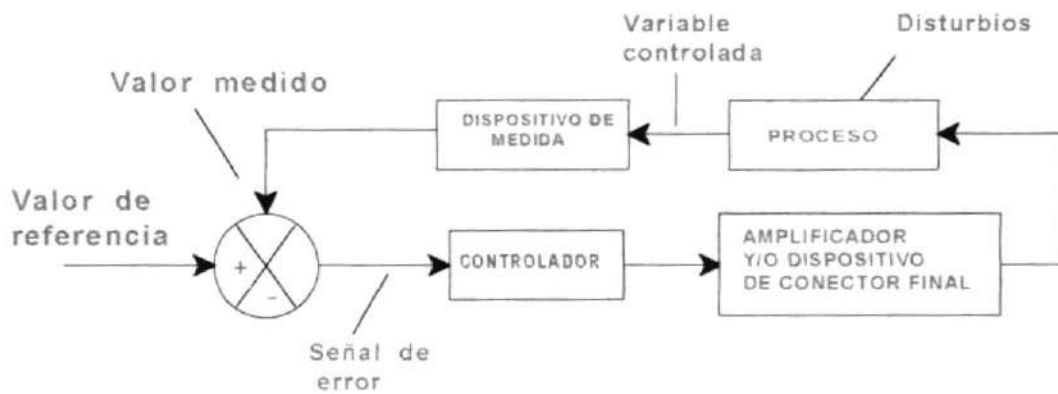 Variable
controlada
Disturbios
Valor medido
DISPOSITIVO DE
MEDIDA
PROCESO
Valor de
referencia
+
-
CONTROLADOR
AMPLIFICADOR
Y/O DISPOSITIVO
DE CONECTOR FINAL
Señal de
error